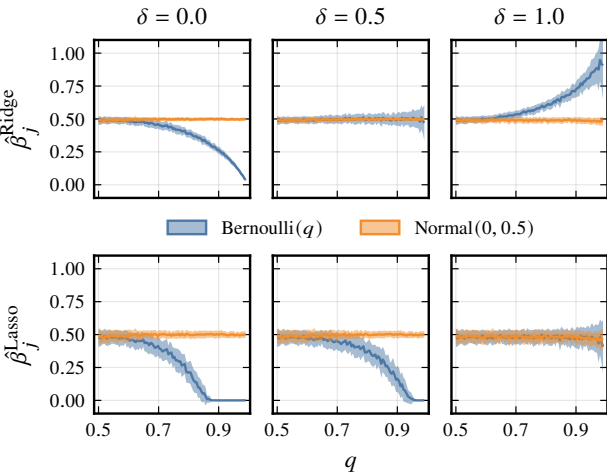 δ = 0.0 δ = 0.5 δ = 1.0
1.00
0.75
0.50
0.25
0.00
β̂ⱼ^Ridge
Bernoulli(q) Normal(0, 0.5)
1.00
0.75
0.50
0.25
0.00
β̂ⱼ^Lasso
0.5 0.7 0.9 0.5 0.7 0.9 0.5 0.7 0.9
q